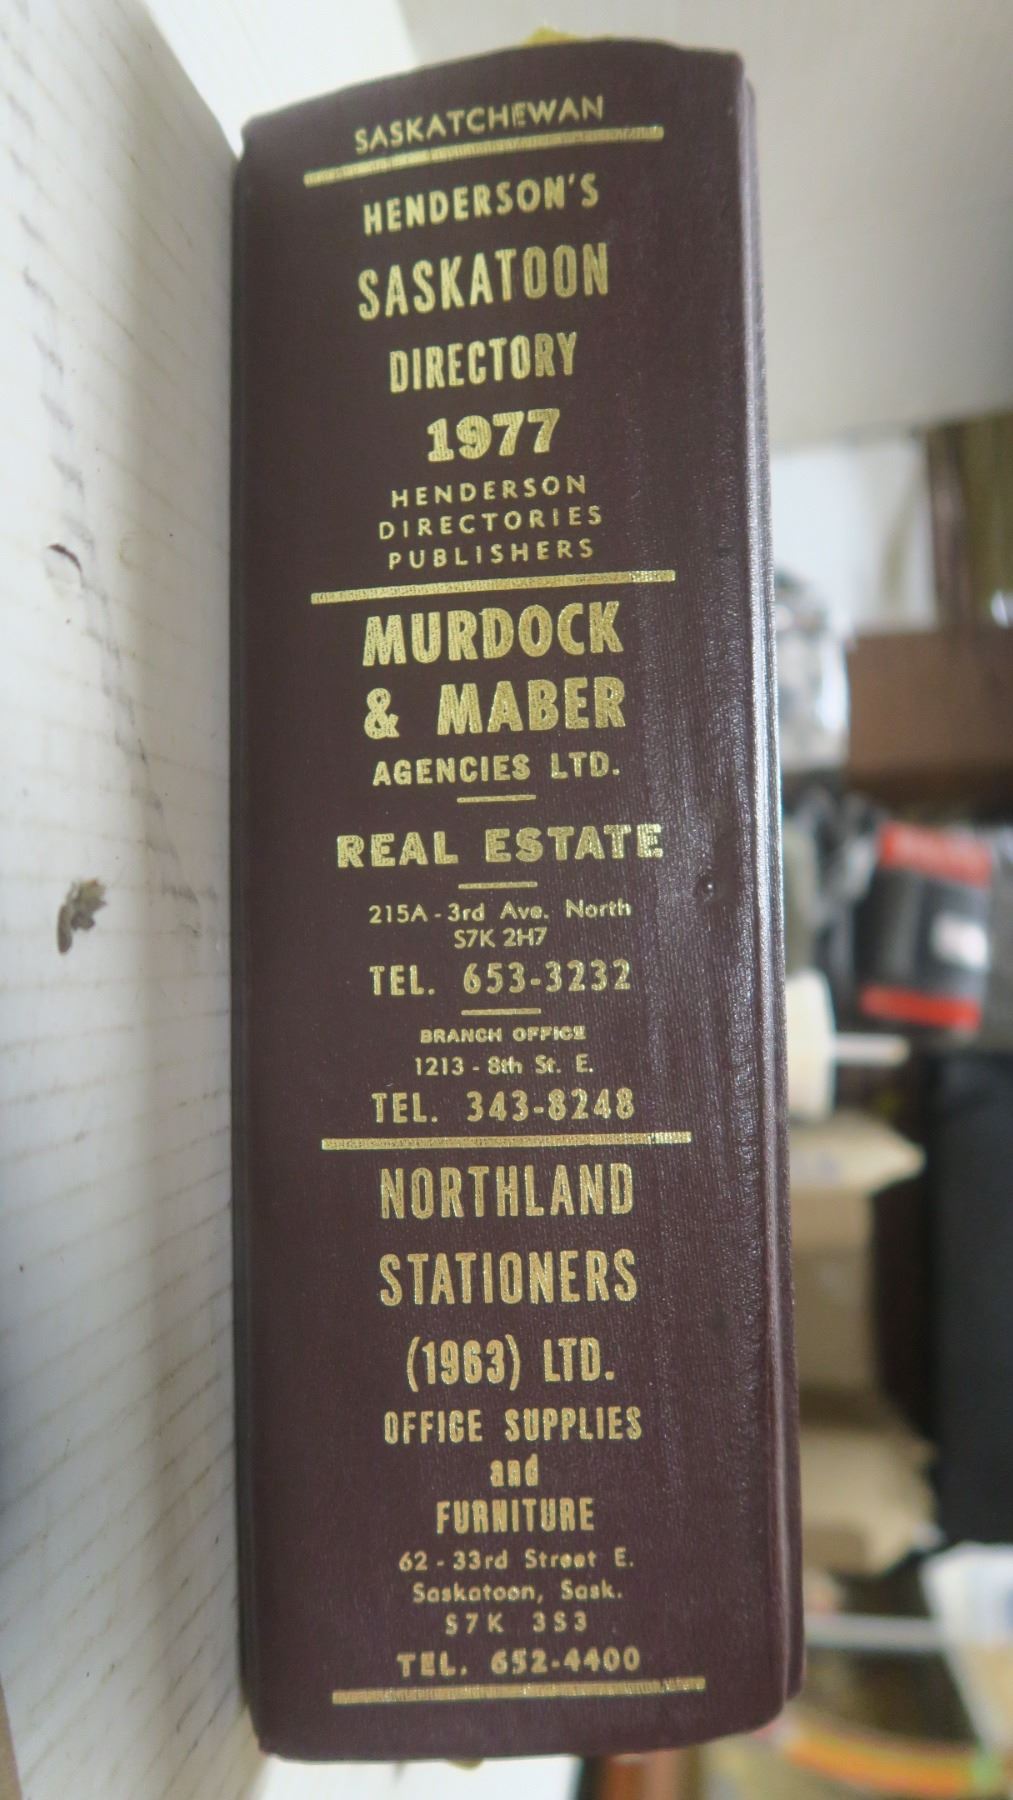 SASKATCHEWAN
HENDERSON'S
SASKATOON
DIRECTORY
1977
HENDERSON
DIRECTORIES
PUBLISHERS
MURDOCK
& MABER
AGENCIES LTD.
REAL ESTATE
215A - 3rd Ave. North
S7K 2H7
TEL. 653-3232
BRANCH OFFICE
1213 - 8th St. E.
TEL. 343-8248
NORTHLAND
STATIONERS
(1963) LTD.
OFFICE SUPPLIES
and
FURNITURE
62 - 33rd Street E.
Saskatoon, Sask.
S7K 3S3
TEL. 652-4400